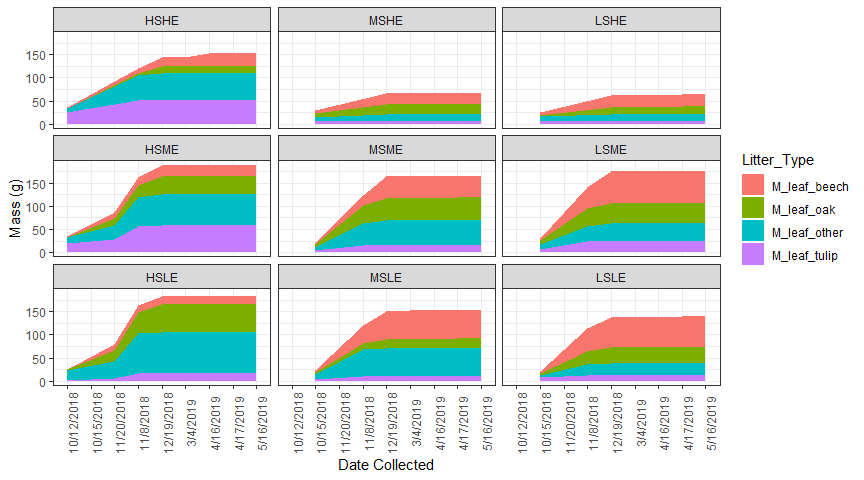 HSHE MSHE LSHE
150
100
50
0
HSME MSME LSME
150
100
50
0
HSLE MSLE LSLE
150
100
50
0
Mass (g)
10/12/2018 10/15/2018 11/20/2018 11/8/2018 12/19/2018 3/4/2019 4/16/2019 4/17/2019 5/16/2019 10/12/2018 10/15/2018 11/20/2018 11/8/2018 12/19/2018 3/4/2019 4/16/2019 4/17/2019 5/16/2019 10/12/2018 10/15/2018 11/20/2018 11/8/2018 12/19/2018 3/4/2019 4/16/2019 4/17/2019 5/16/2019
Date Collected
Litter_Type
M_leaf_beech
M_leaf_oak
M_leaf_other
M_leaf_tulip